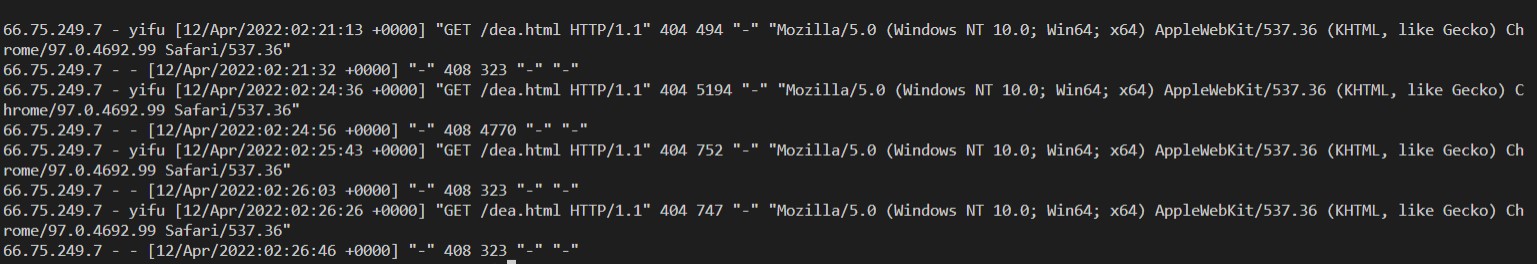 66.75.249.7 - yifu [12/Apr/2022:02:21:13 +0000] "GET /dea.html HTTP/1.1" 404 494 "-" "Mozilla/5.0 (Windows NT 10.0; Win64; x64) AppleWebKit/537.36 (KHTML, like Gecko) Ch
rome/97.0.4692.99 Safari/537.36"
66.75.249.7 - - [12/Apr/2022:02:21:32 +0000] "-" 408 323 "-" "-"
66.75.249.7 - yifu [12/Apr/2022:02:24:36 +0000] "GET /dea.html HTTP/1.1" 404 5194 "-" "Mozilla/5.0 (Windows NT 10.0; Win64; x64) AppleWebKit/537.36 (KHTML, like Gecko) C
hrome/97.0.4692.99 Safari/537.36"
66.75.249.7 - - [12/Apr/2022:02:24:56 +0000] "-" 408 4770 "-" "-"
66.75.249.7 - yifu [12/Apr/2022:02:25:43 +0000] "GET /dea.html HTTP/1.1" 404 752 "-" "Mozilla/5.0 (Windows NT 10.0; Win64; x64) AppleWebKit/537.36 (KHTML, like Gecko) Ch
rome/97.0.4692.99 Safari/537.36"
66.75.249.7 - - [12/Apr/2022:02:26:03 +0000] "-" 408 323 "-" "-"
66.75.249.7 - yifu [12/Apr/2022:02:26:26 +0000] "GET /dea.html HTTP/1.1" 404 747 "-" "Mozilla/5.0 (Windows NT 10.0; Win64; x64) AppleWebKit/537.36 (KHTML, like Gecko) Ch
rome/97.0.4692.99 Safari/537.36"
66.75.249.7 - - [12/Apr/2022:02:26:46 +0000] "-" 408 323 "-" "-"